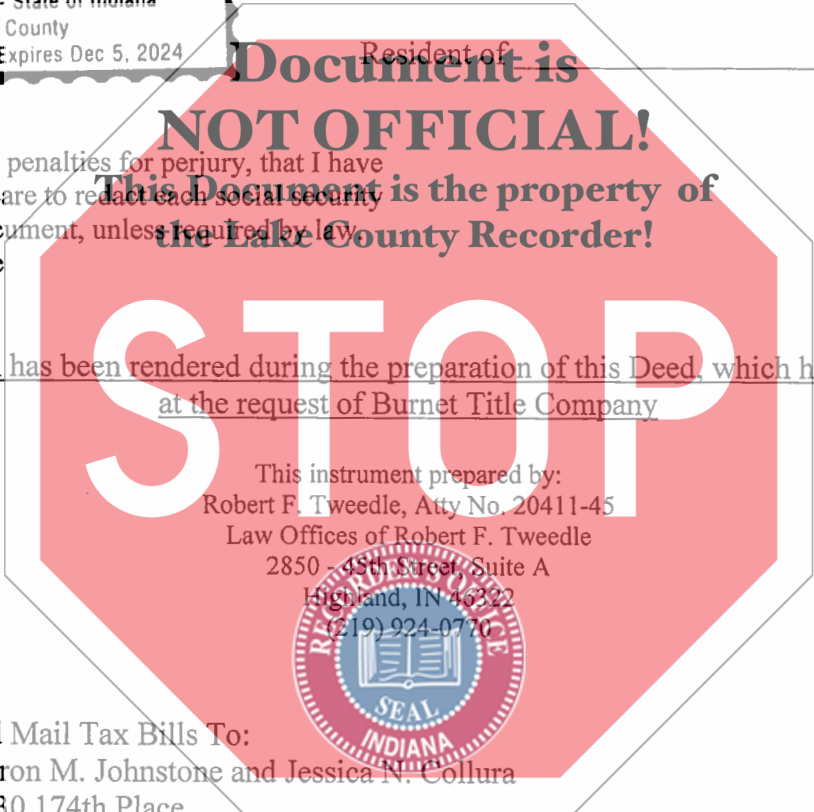 State of Indiana
County
Expires Dec 5, 2024
Resident of
Document is
NOT OFFICIAL!
penalties for perjury, that I have
This Document is the property of
are to redact each social security
the Lake County Recorder!
cument, unless required by law.
STOP
has been rendered during the preparation of this Deed, which h
at the request of Burnet Title Company
This instrument prepared by:
Robert F. Tweedle, Atty No. 20411-45
Law Offices of Robert F. Tweedle
2850 - 45th Street, Suite A
Highland, IN 46322
(219) 924-0770
RECORDER'S OFFICE
SEAL
INDIANA
Mail Tax Bills To:
ron M. Johnstone and Jessica N. Collura
30 174th Place